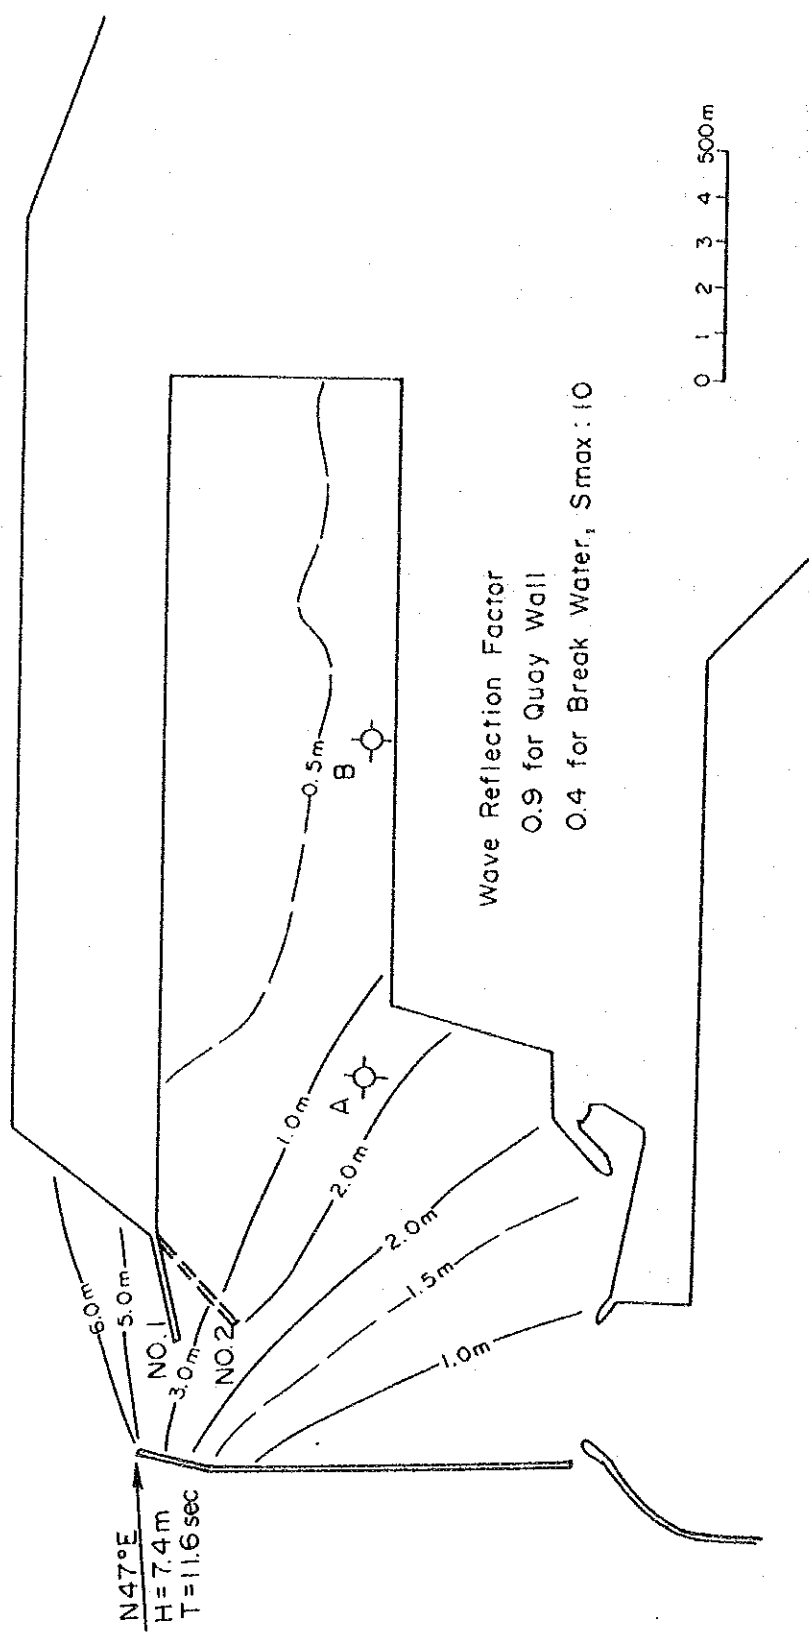 N47°E
H=7.4m
T=11.6sec
6.0m
5.0m
NO.1
3.0m
NO.2
1.0m
A
2.0m
2.0m
1.5m
1.0m
0.5m
B
Wave Reflection Factor
0.9 for Quay Wall
0.4 for Break Water, Smax:10
0 1 2 3 4 500m